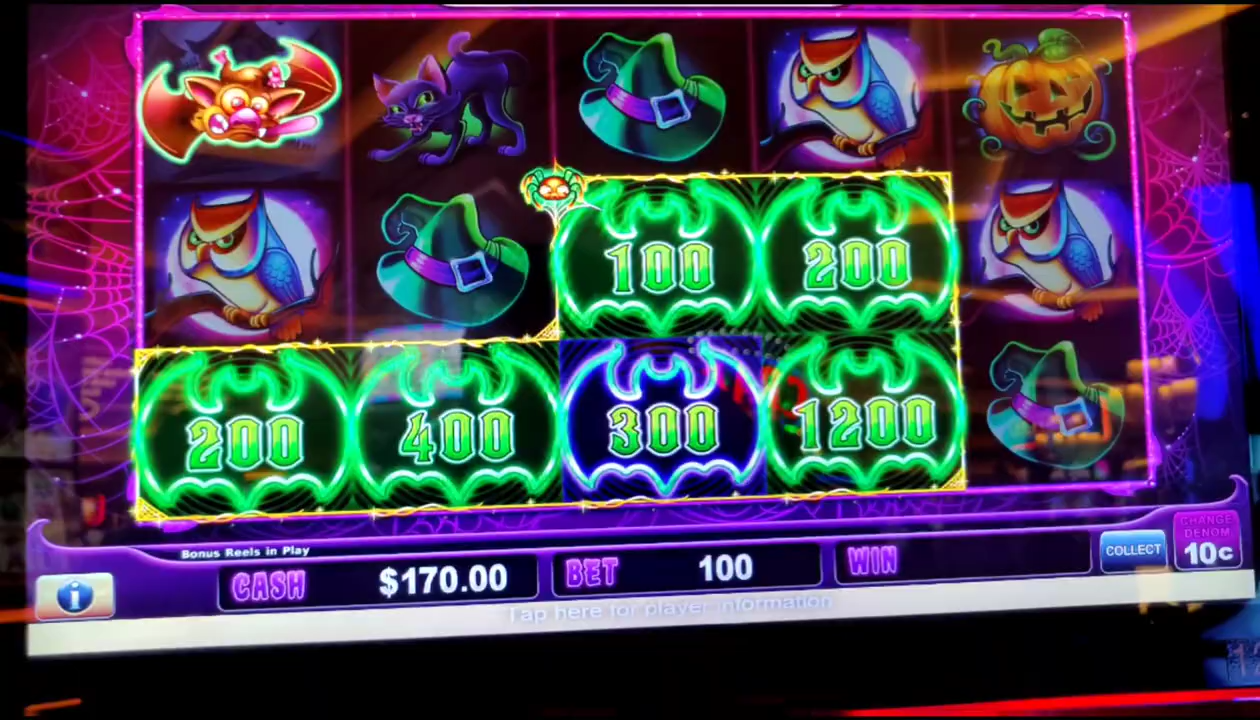 100 200
200 400 300 1200
Bonus Reels in Play
CASH $170.00 BET 100 WIN
COLLECT
CHANGE
DENOM
10c
Tap here for player information